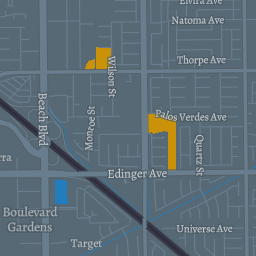 Elvira Ave
Natoma Ave
Thorpe Ave
Wilson St
Beach Blvd
Monroe St
Palos Verdes Ave
Quartz St
Edinger Ave
Boulevard
Gardens
Universe Ave
Target